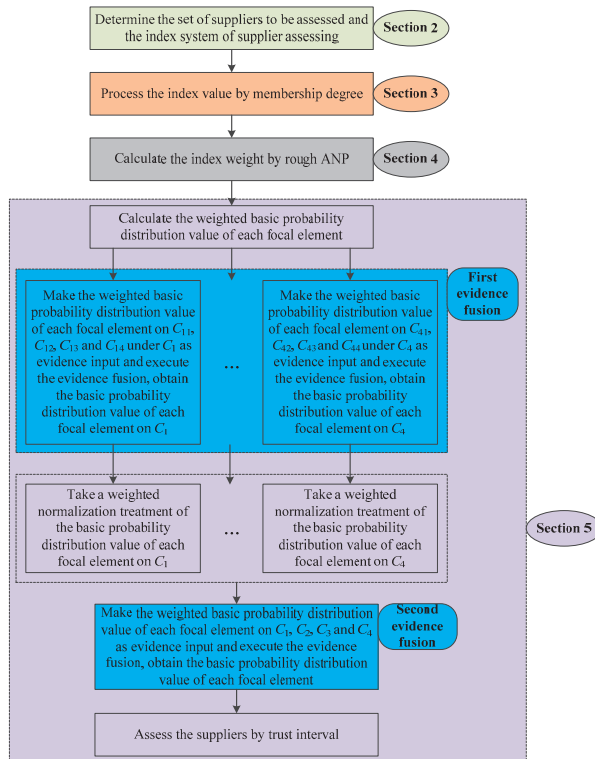 Determine the set of suppliers to be assessed and
the index system of supplier assessing
Section 2
Process the index value by membership degree
Section 3
Calculate the index weight by rough ANP
Section 4
Calculate the weighted basic probability
distribution value of each focal element
First
evidence
fusion
Make the weighted basic
probability distribution value
of each focal element on C₁₁,
C₁₂, C₁₃ and C₁₄ under C₁ as
evidence input and execute
the evidence fusion, obtain
the basic probability
distribution value of each
focal element on C₁
...
Make the weighted basic
probability distribution value
of each focal element on C₄₁,
C₄₂, C₄₃ and C₄₄ under C₄ as
evidence input and execute
the evidence fusion, obtain
the basic probability
distribution value of each
focal element on C₄
Take a weighted
normalization treatment of
the basic probability
distribution value of each
focal element on C₁
...
Take a weighted
normalization treatment of
the basic probability
distribution value of each
focal element on C₄
Section 5
Make the weighted basic probability distribution
value of each focal element on C₁, C₂, C₃ and C₄
as evidence input and execute the evidence
fusion, obtain the basic probability distribution
value of each focal element
Second
evidence
fusion
Assess the suppliers by trust interval